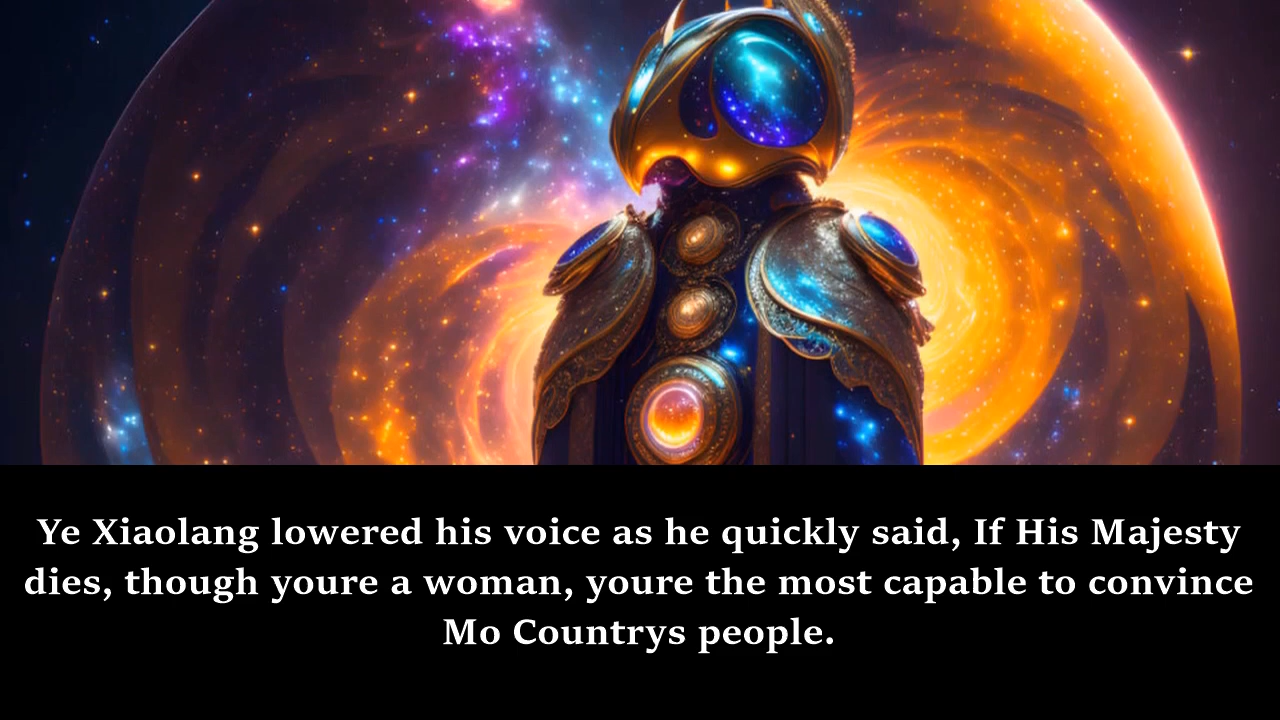 Ye Xiaolang lowered his voice as he quickly said, If His Majesty
dies, though youre a woman, youre the most capable to convince
Mo Countrys people.